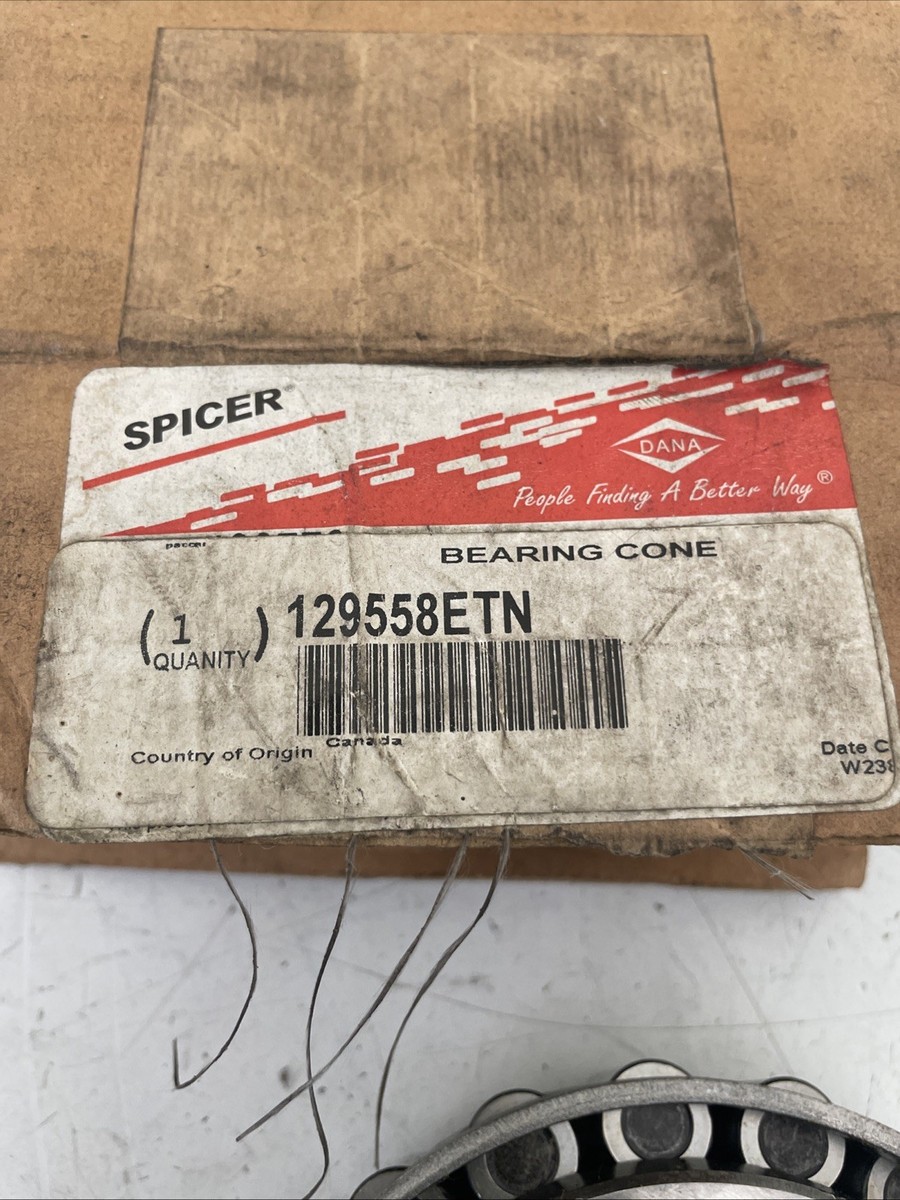 SPICER®
DANA
People Finding A Better Way®
BEARING CONE
( 1 ) 129558ETN
QUANITY
Country of Origin Canada
Date C
W238